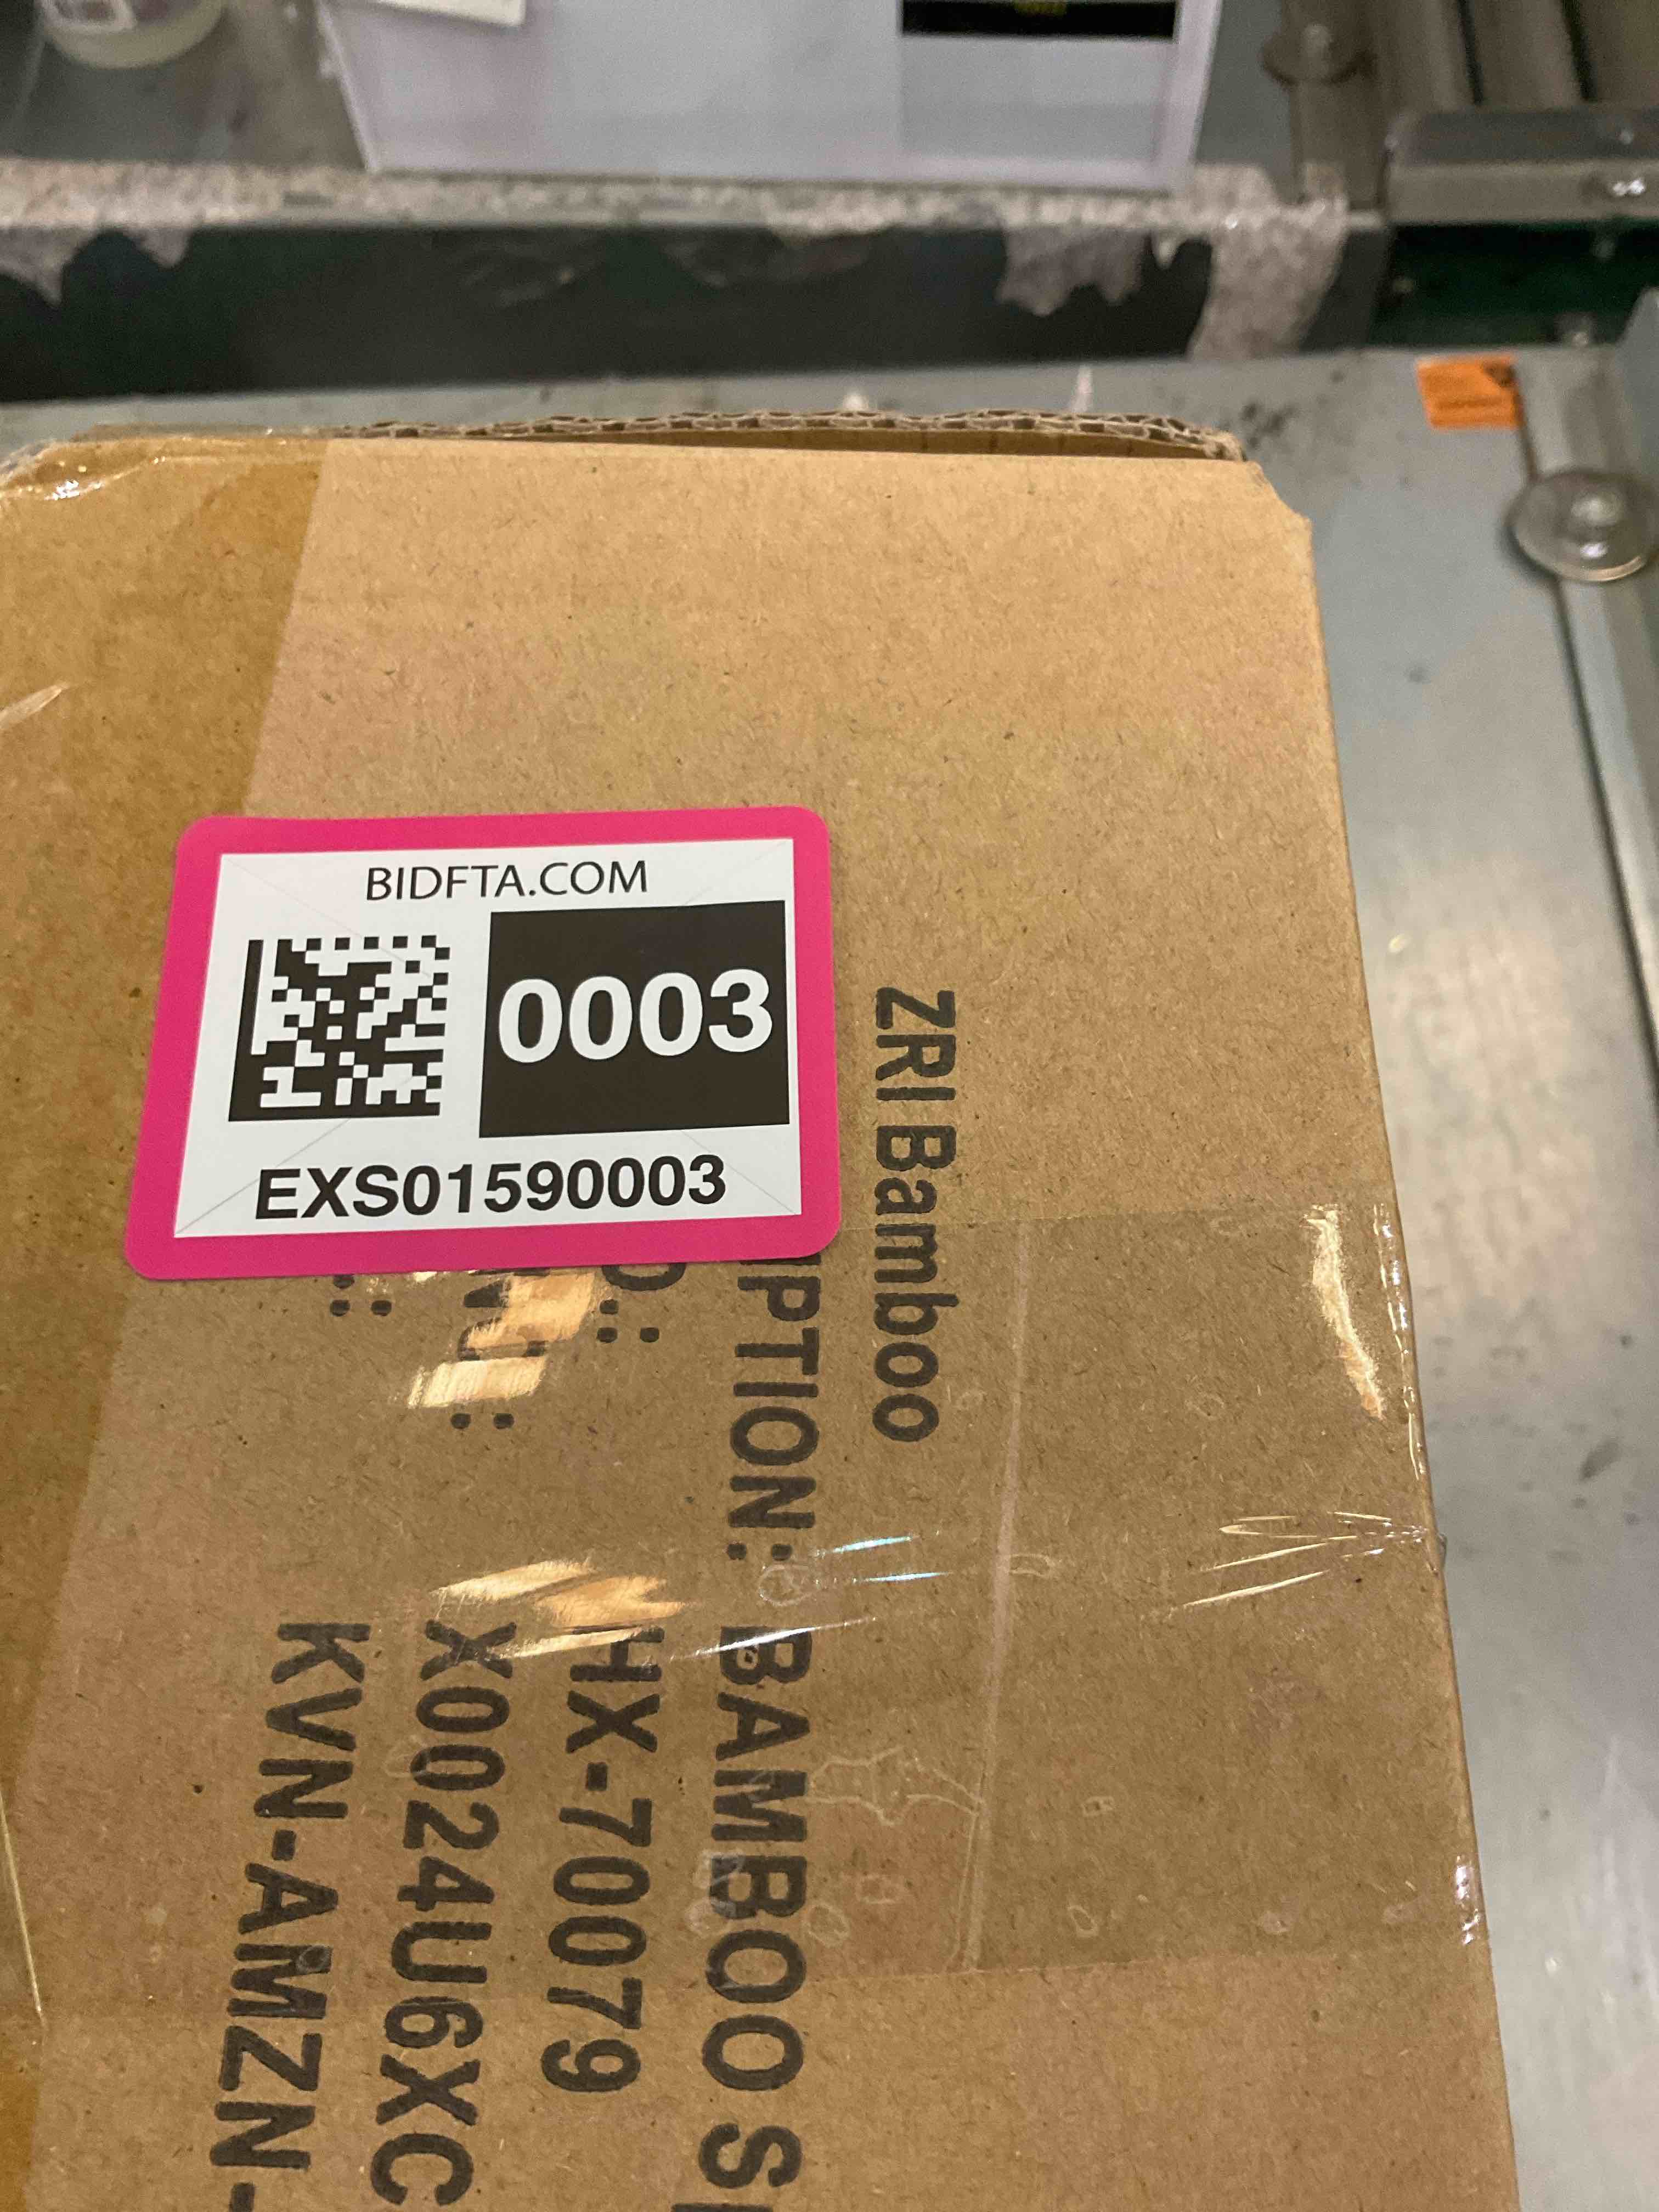 BIDFTA.COM
0003
EXS01590003
ZRI Bamboo
PTION: BAMBOO
HX-70079
X0024U6XC
KVN-AMZN-